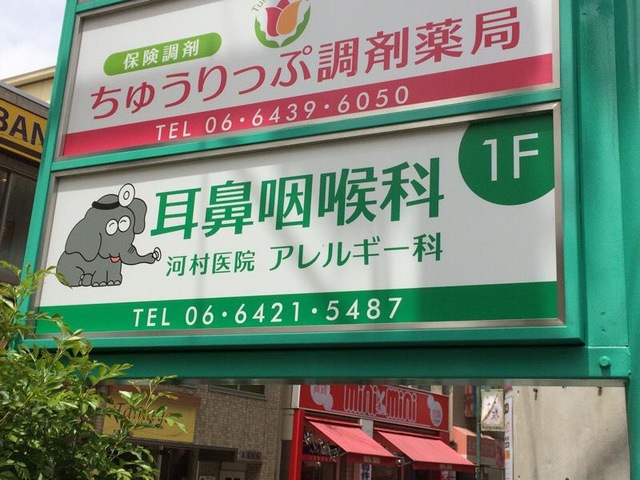 保険調剤
ちゅうりっぷ調剤薬局
TEL 06・6439・6050
BAN
1F
耳鼻咽喉科
河村医院 アレルギー科
TEL 06・6421・5487
mini mini